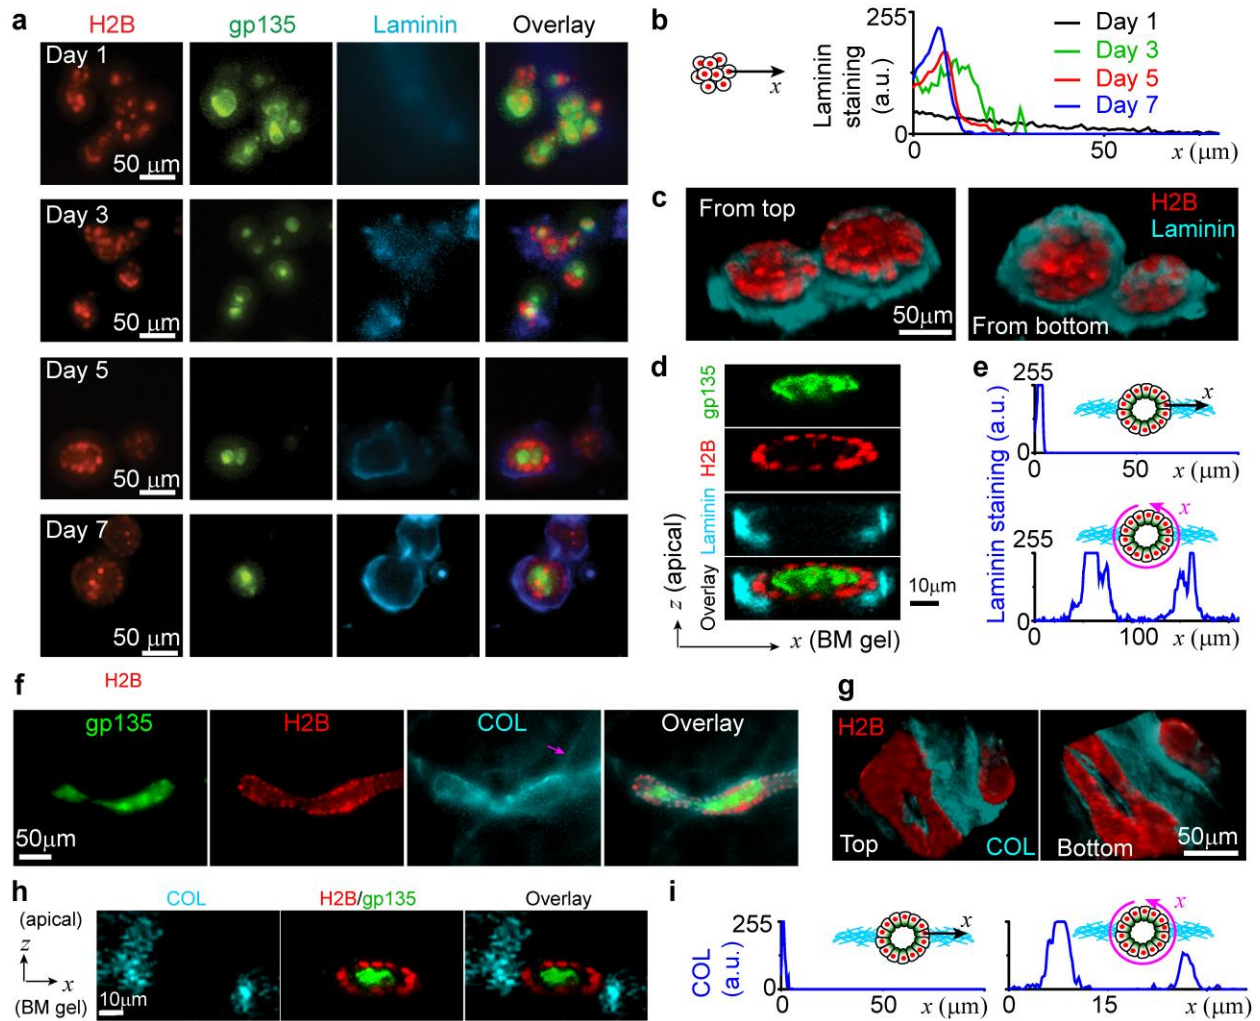 a
H2B gp135 Laminin Overlay
Day 1
50 μm
Day 3
50 μm
Day 5
50 μm
Day 7
50 μm
b
x
Laminin
staining
(a.u.)
255
0
0 50 x (μm)
Day 1
Day 3
Day 5
Day 7
c
From top
50μm
H2B
Laminin
From bottom
d
gp135
H2B
Laminin
Overlay
z (apical)
x (BM gel)
10μm
e
Laminin staining (a.u.)
255
0
x
0 50 x (μm)
255
0
x
0 100 x (μm)
f
H2B
gp135 H2B COL Overlay
50μm
g
H2B
Top
COL
Bottom
50μm
h
COL H2B/gp135 Overlay
(apical)
z
x
(BM gel)
10μm
i
COL
(a.u.)
255
0
x
0 50 x (μm)
x
0 15 x (μm)